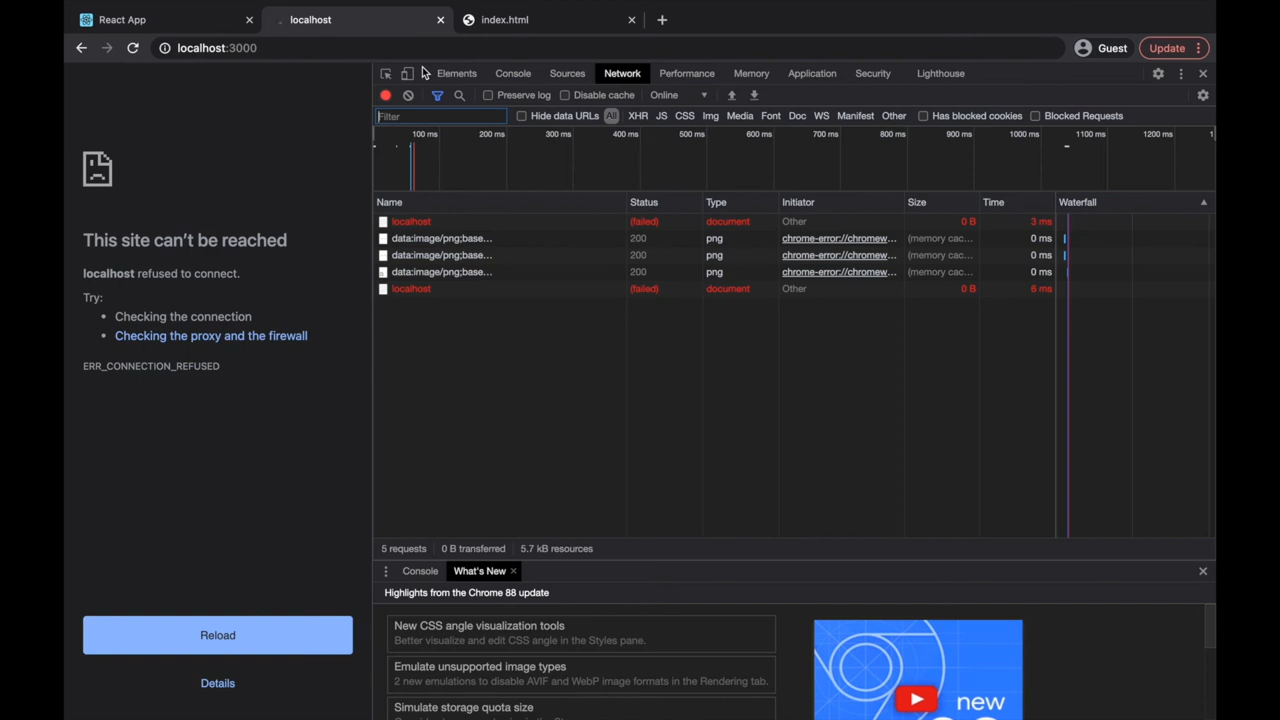 React App
localhost
index.html
localhost:3000
Guest
Update
Elements
Console
Sources
Network
Performance
Memory
Application
Security
Lighthouse
Preserve log
Disable cache
Online
Filter
Hide data URLs
All
XHR
JS
CSS
Img
Media
Font
Doc
WS
Manifest
Other
Has blocked cookies
Blocked Requests
100 ms
200 ms
300 ms
400 ms
500 ms
600 ms
700 ms
800 ms
900 ms
1000 ms
1100 ms
1200 ms
Name Status Type Initiator Size Time Waterfall
localhost (failed) document Other 0 B 3 ms
data:image/png;base... 200 png chrome-error://chromew... (memory cac... 0 ms
data:image/png;base... 200 png chrome-error://chromew... (memory cac... 0 ms
data:image/png;base... 200 png chrome-error://chromew... (memory cac... 0 ms
localhost (failed) document Other 0 B 6 ms
5 requests 0 B transferred 5.7 kB resources
This site can't be reached
localhost refused to connect.
Try:
• Checking the connection
• Checking the proxy and the firewall
ERR_CONNECTION_REFUSED
Reload
Details
Console
What's New
Highlights from the Chrome 88 update
New CSS angle visualization tools
Better visualize and edit CSS angle in the Styles pane.
Emulate unsupported image types
2 new emulations to disable AVIF and WebP image formats in the Rendering tab.
Simulate storage quota size
new